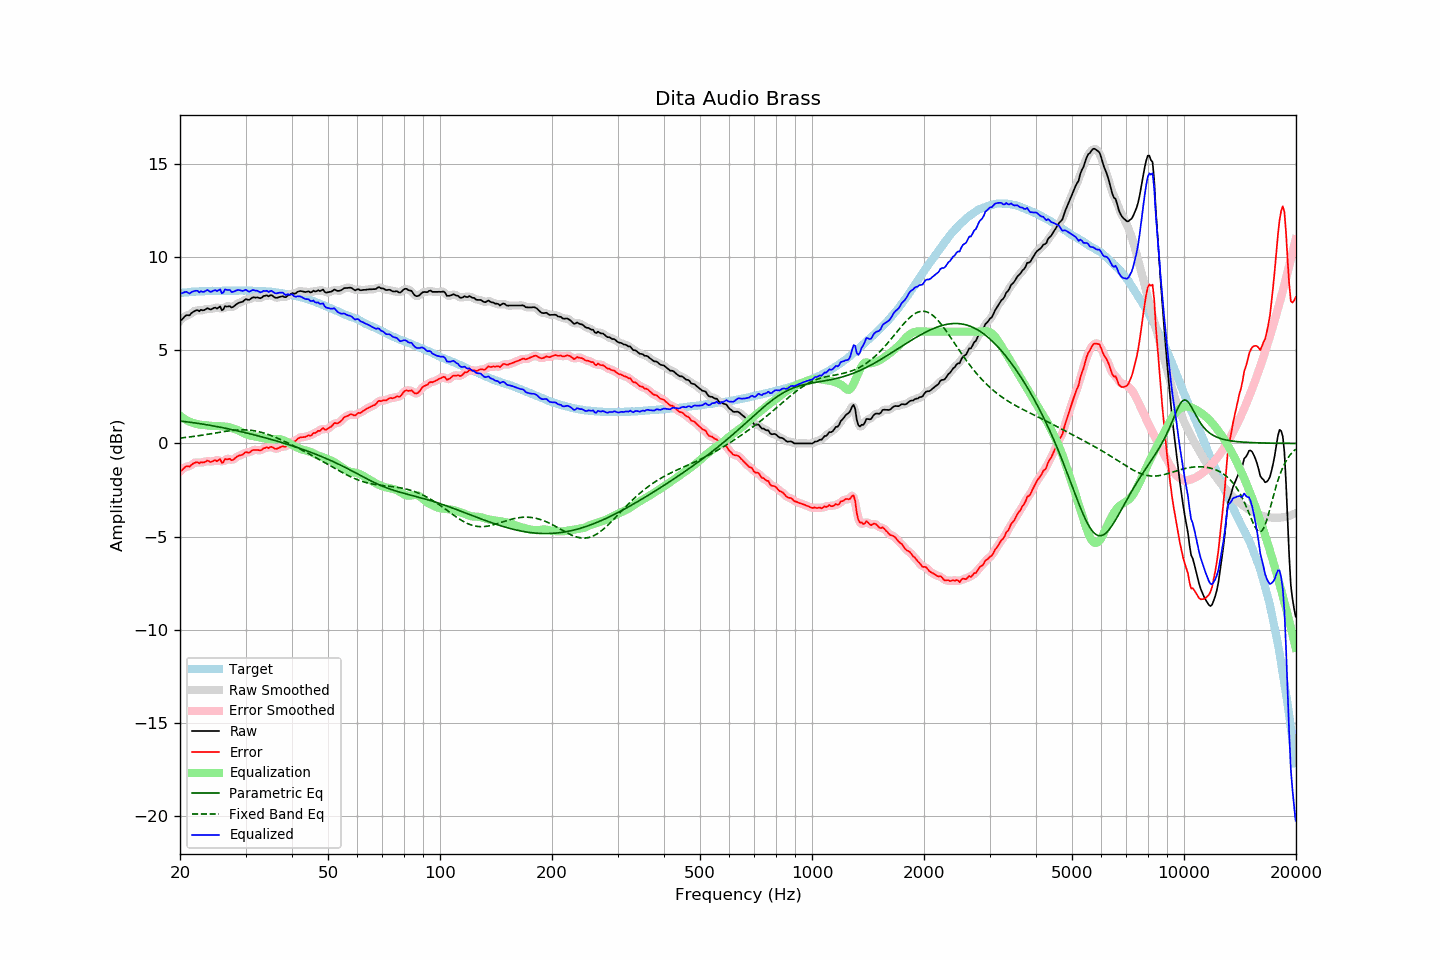 Dita Audio Brass
Amplitude (dBr)
15
10
5
0
−5
−10
−15
−20
Target
Raw Smoothed
Error Smoothed
Raw
Error
Equalization
Parametric Eq
Fixed Band Eq
Equalized
20 50 100 200 500 1000 2000 5000 10000 20000
Frequency (Hz)